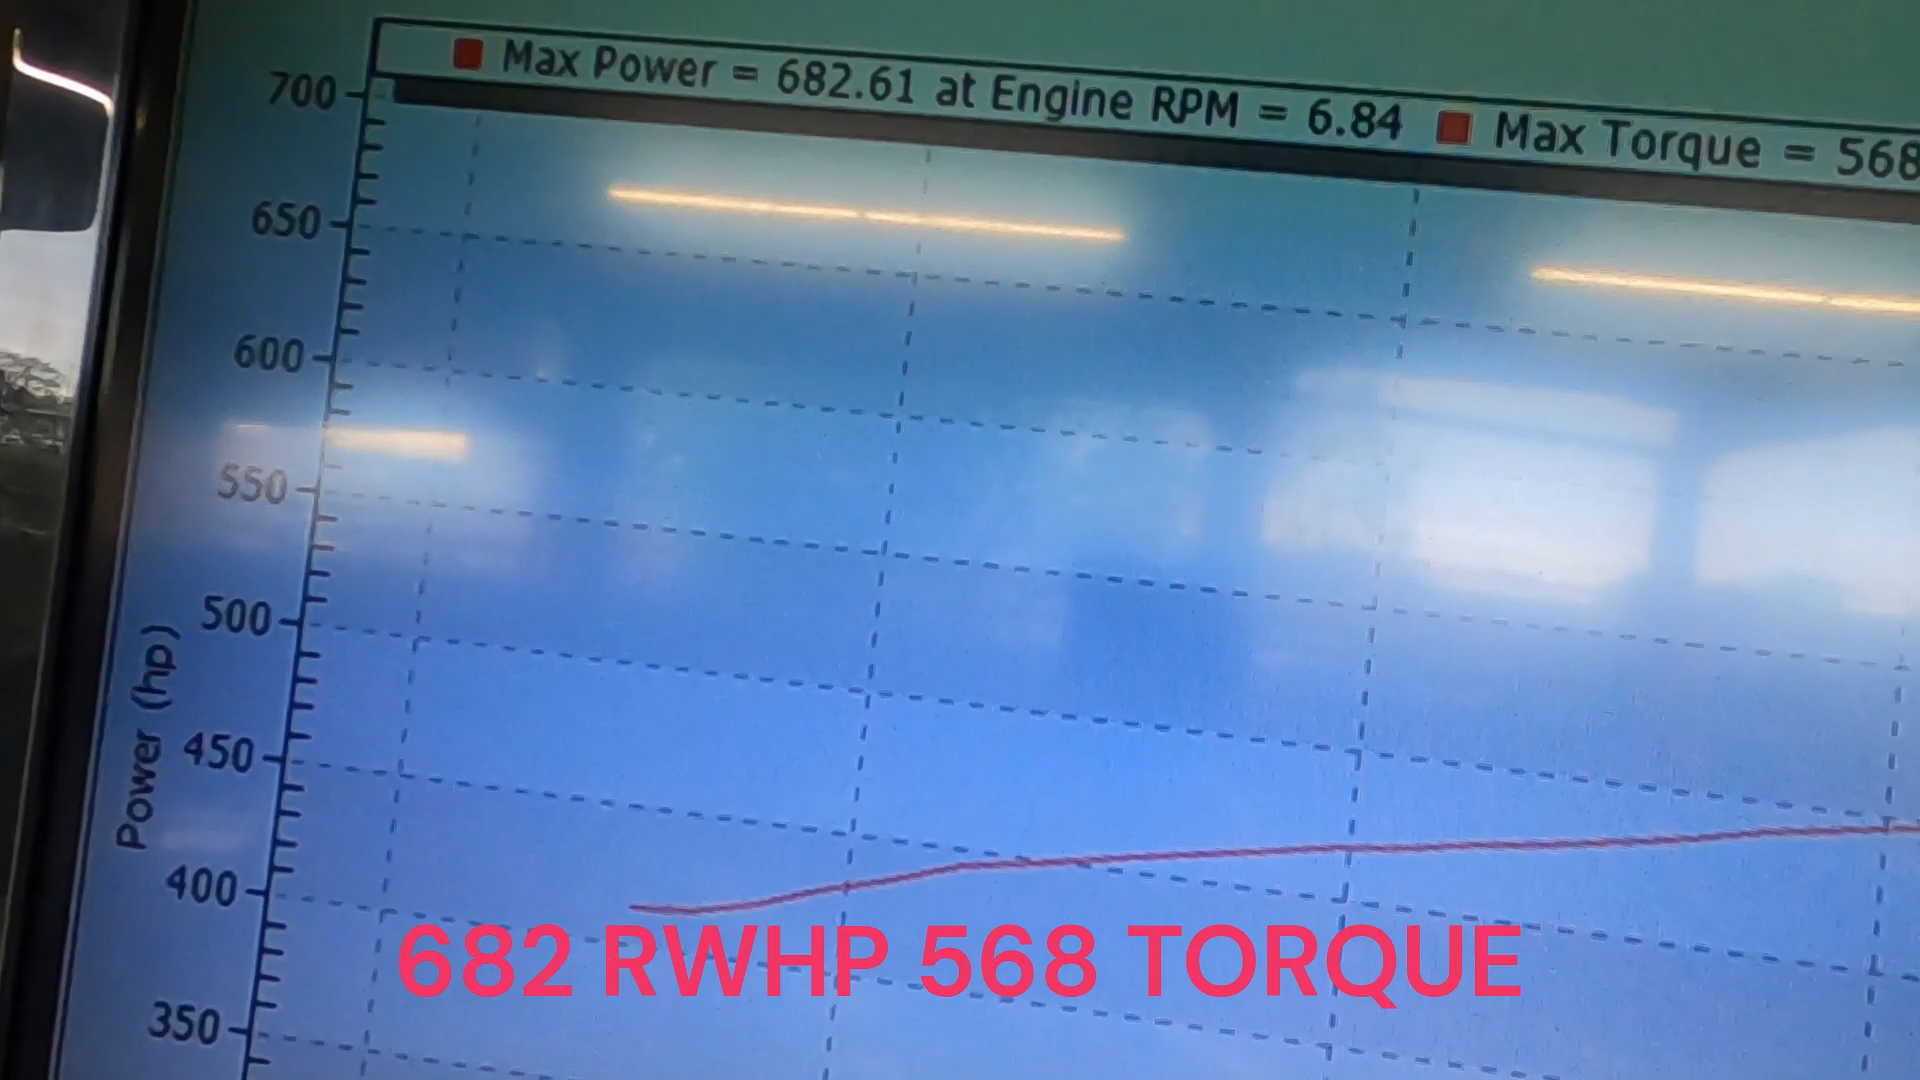 Max Power = 682.61 at Engine RPM = 6.84 Max Torque = 568
700
650
600
550
500
450
400
350
Power (hp)
682 RWHP 568 TORQUE